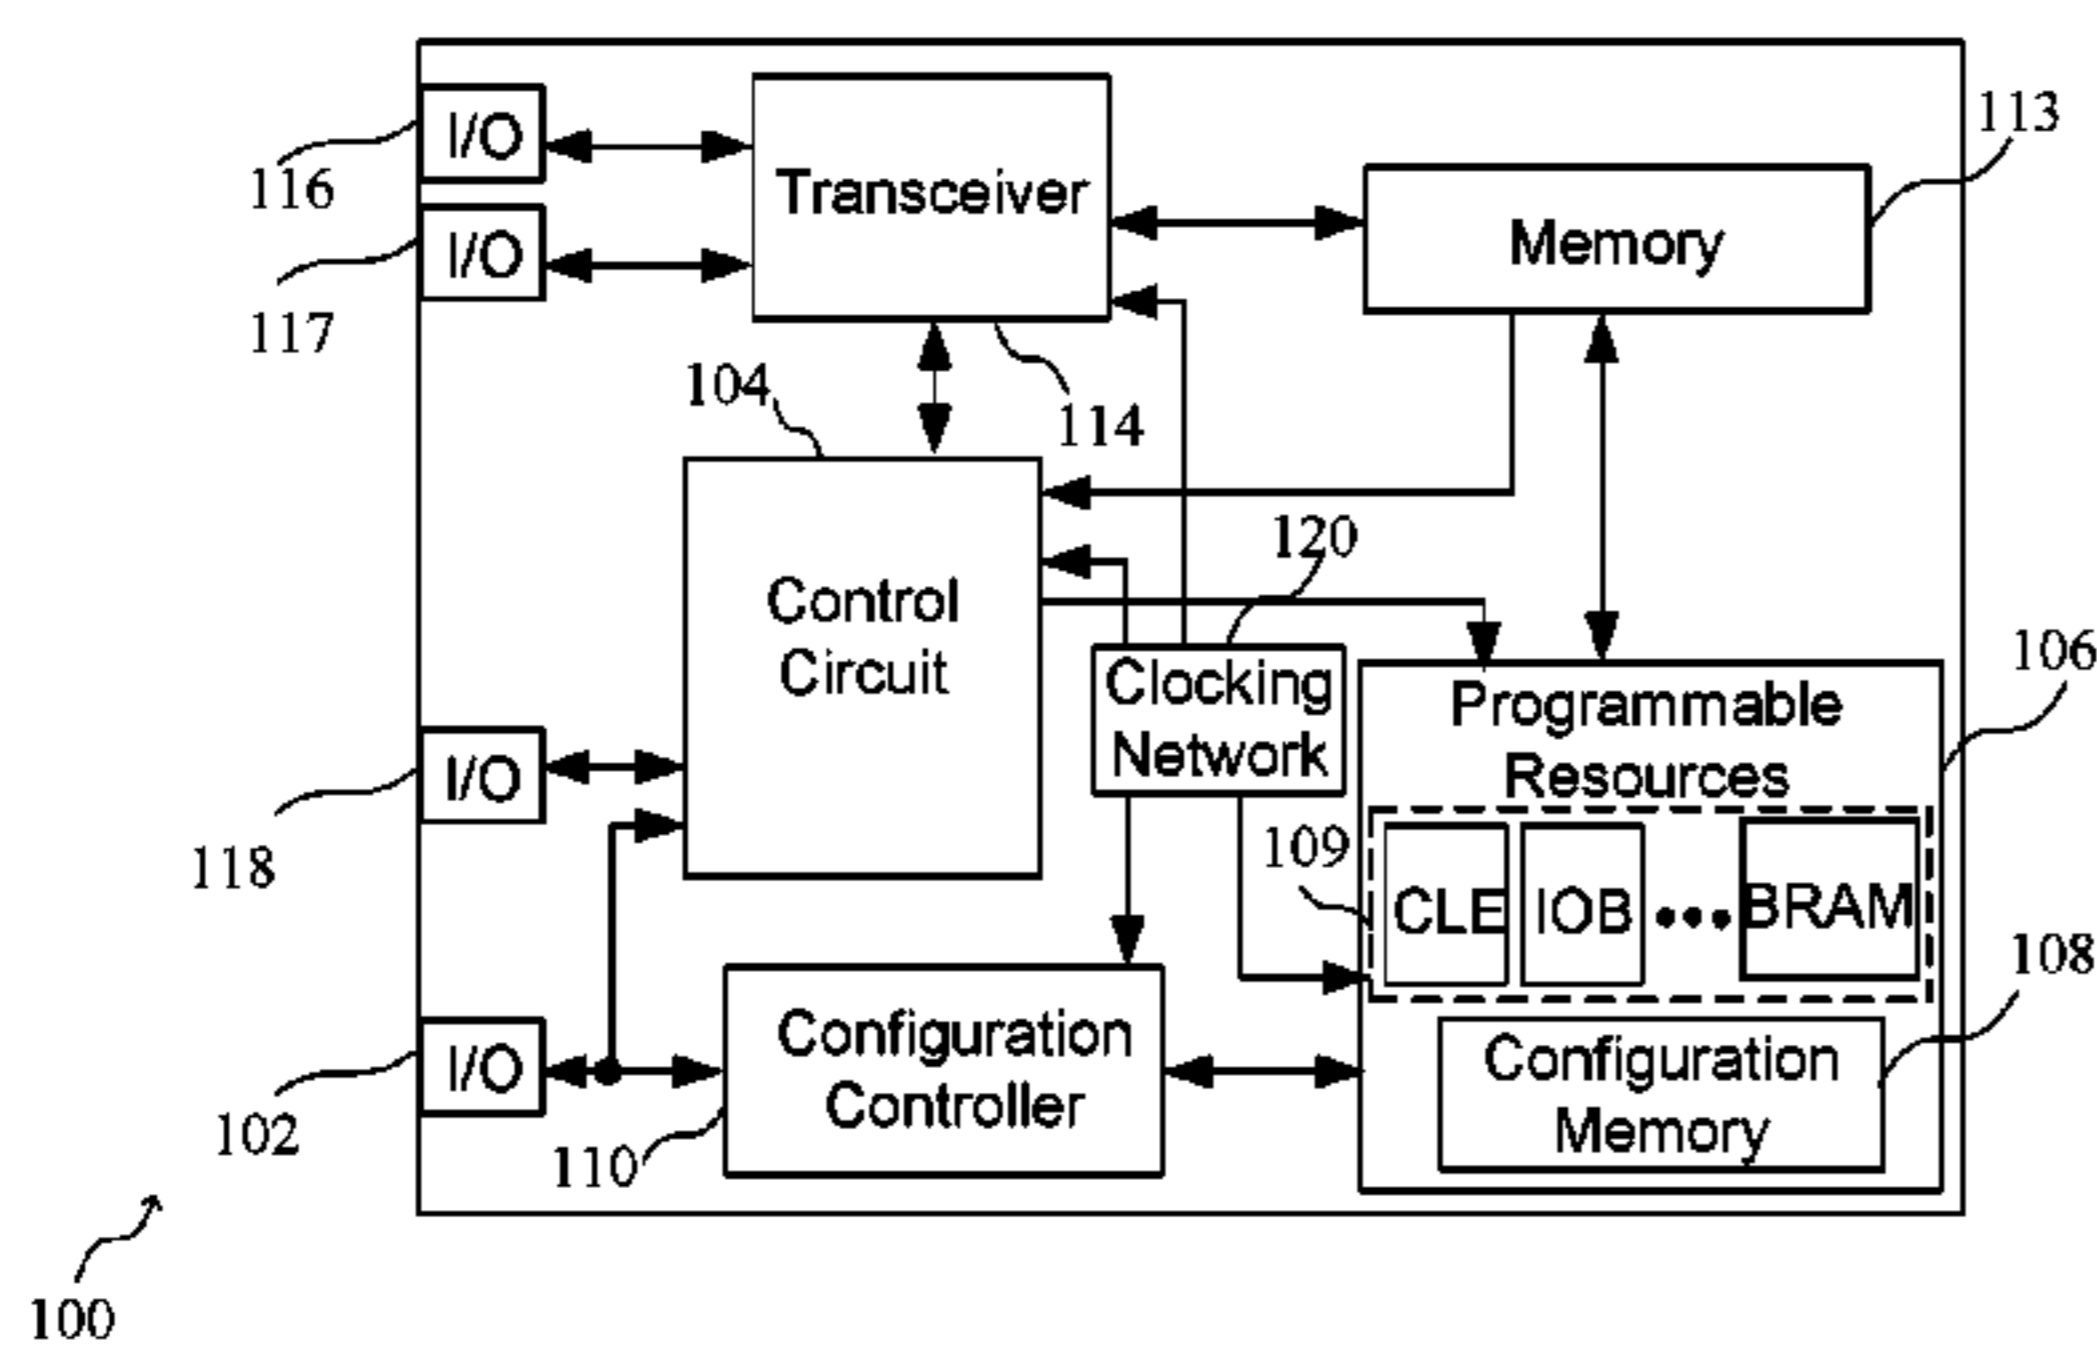 I/O
116
I/O
117
Transceiver
114
Memory
113
104
Control
Circuit
120
Clocking
Network
106
Programmable
Resources
109
CLE
IOB
BRAM
108
Configuration
Memory
I/O
118
I/O
102
110
Configuration
Controller
100